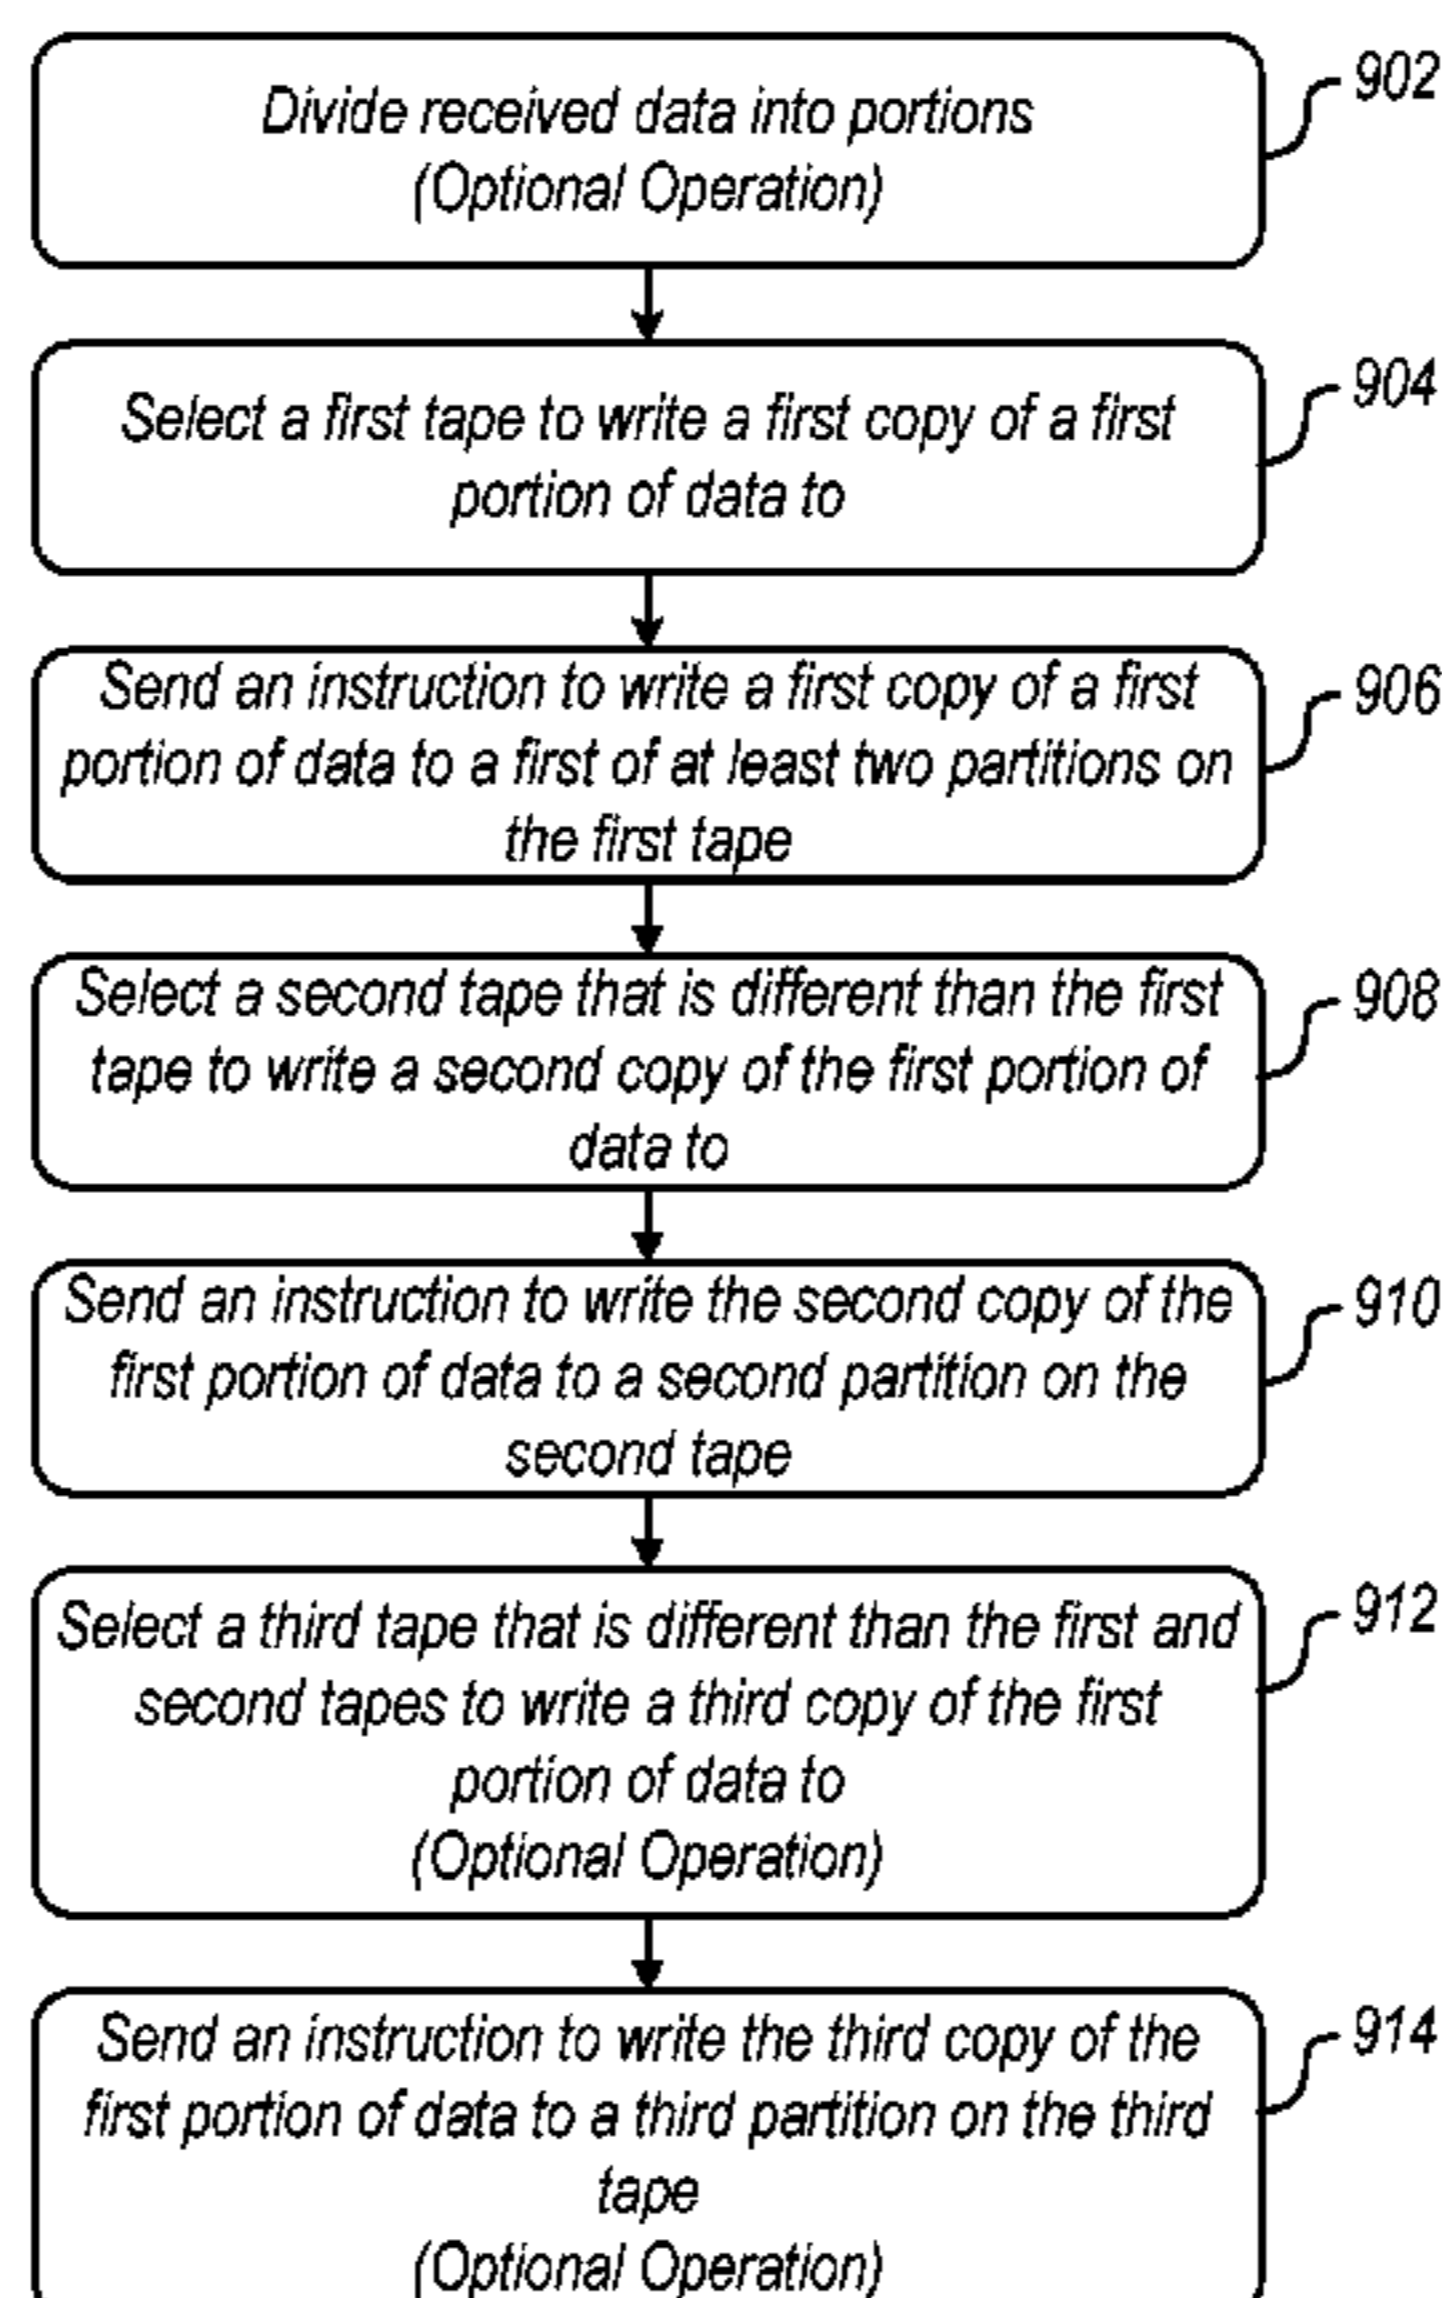 Divide received data into portions
(Optional Operation)
902
Select a first tape to write a first copy of a first
portion of data to
904
Send an instruction to write a first copy of a first
portion of data to a first of at least two partitions on
the first tape
906
Select a second tape that is different than the first
tape to write a second copy of the first portion of
data to
908
Send an instruction to write the second copy of the
first portion of data to a second partition on the
second tape
910
Select a third tape that is different than the first and
second tapes to write a third copy of the first
portion of data to
(Optional Operation)
912
Send an instruction to write the third copy of the
first portion of data to a third partition on the third
tape
(Optional Operation)
914